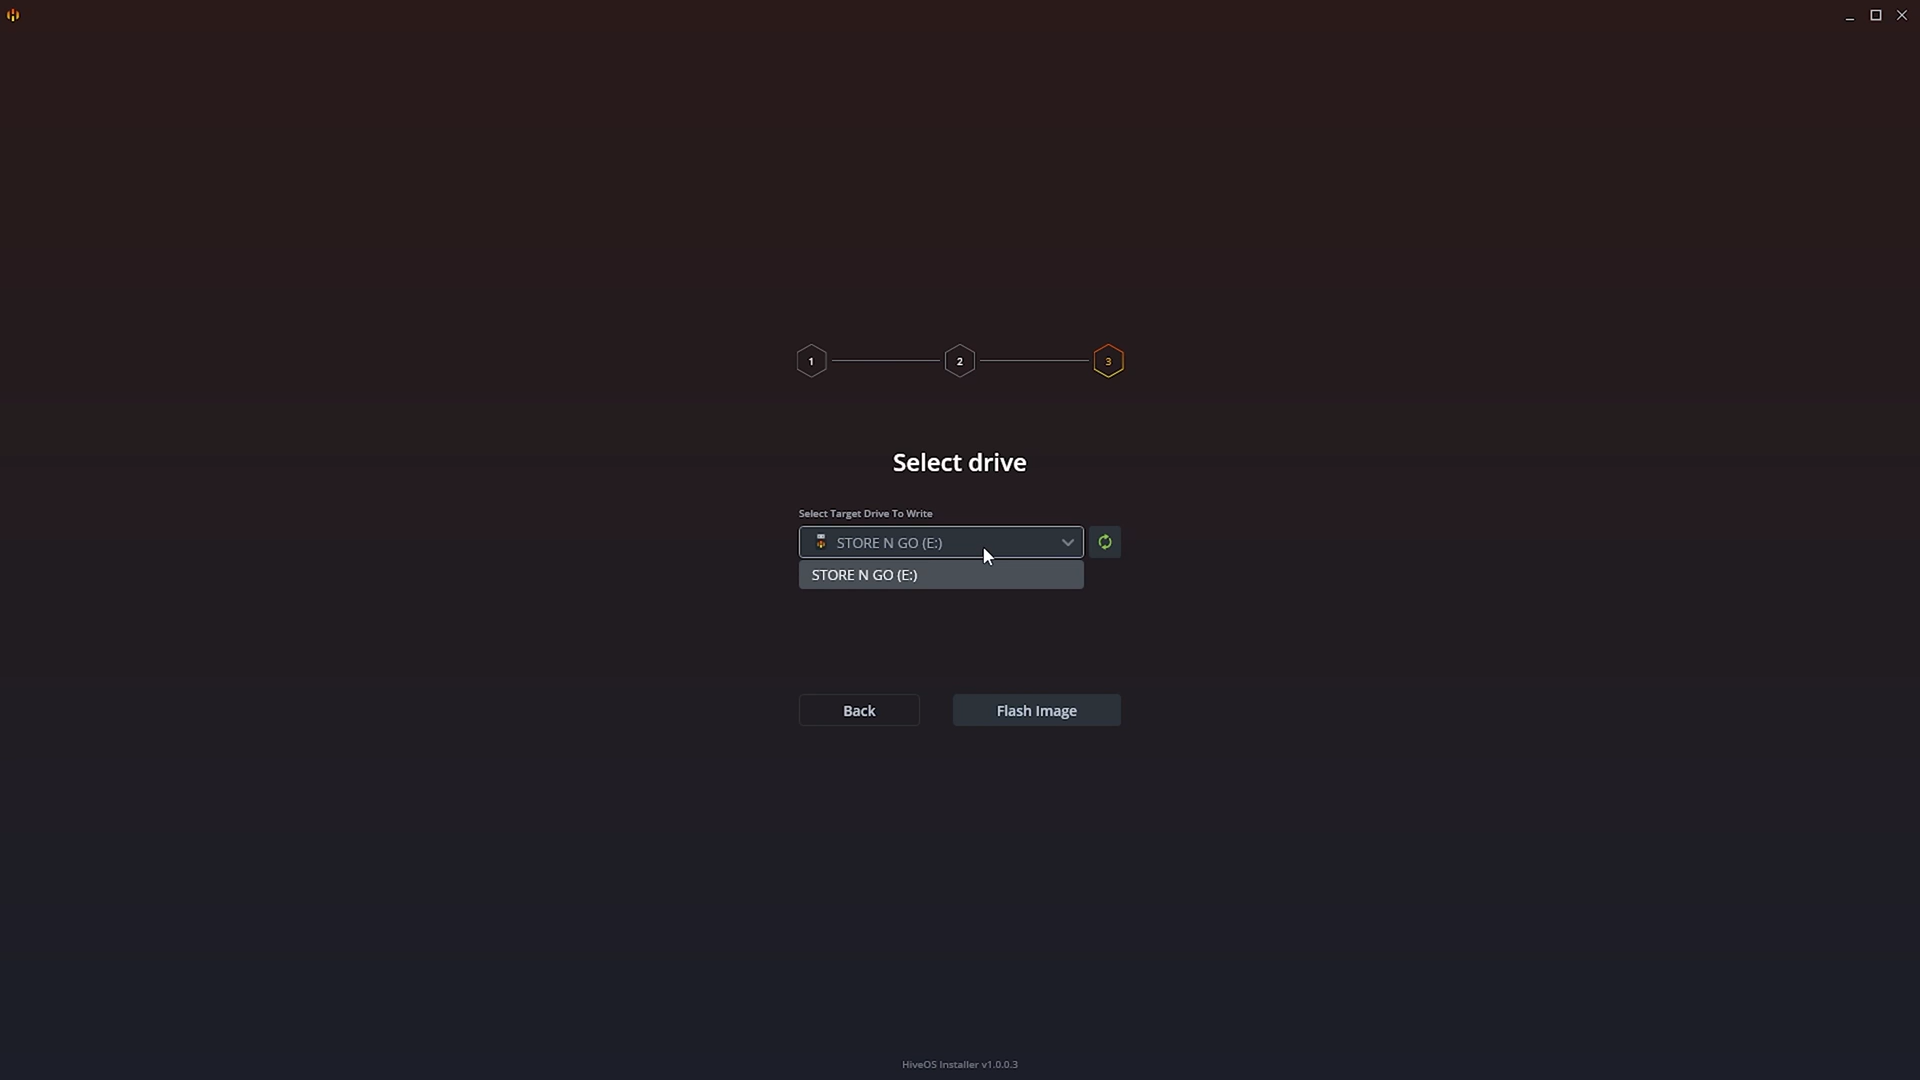 1 2 3
Select drive
Select Target Drive To Write
STORE N GO (E:)
STORE N GO (E:)
Back Flash Image
HiveOS Installer v1.0.0.3